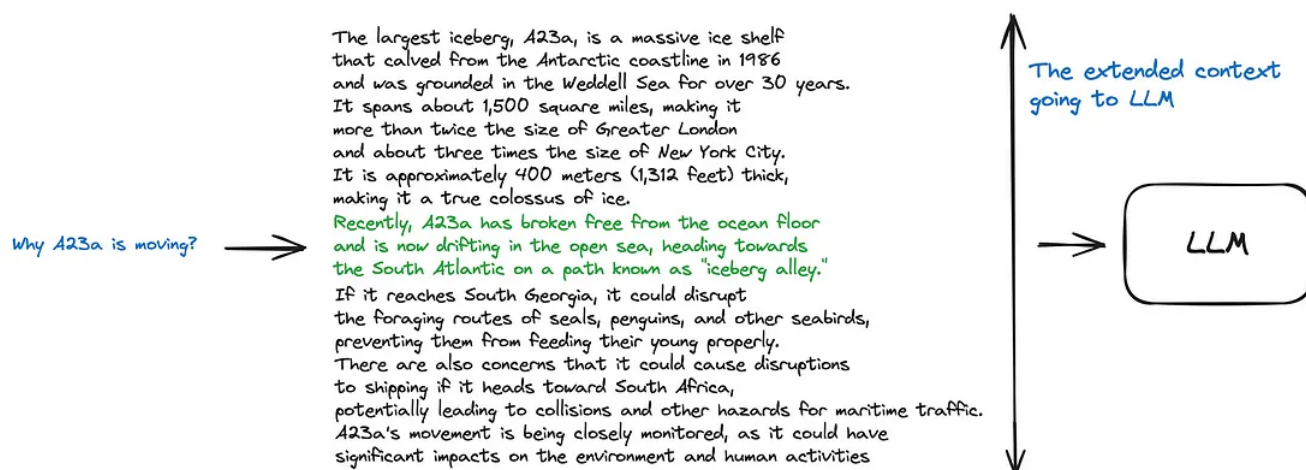 The largest iceberg, A23a, is a massive ice shelf
that calved from the Antarctic coastline in 1986
and was grounded in the Weddell Sea for over 30 years.
It spans about 1,500 square miles, making it
more than twice the size of Greater London
and about three times the size of New York City.
It is approximately 400 meters (1,312 feet) thick,
making it a true colossus of ice.
Recently, A23a has broken free from the ocean floor
and is now drifting in the open sea, heading towards
the South Atlantic on a path known as "iceberg alley."
If it reaches South Georgia, it could disrupt
the foraging routes of seals, penguins, and other seabirds,
preventing them from feeding their young properly.
There are also concerns that it could cause disruptions
to shipping if it heads toward South Africa,
potentially leading to collisions and other hazards for maritime traffic.
A23a's movement is being closely monitored, as it could have
significant impacts on the environment and human activities
Why A23a is moving?
The extended context
going to LLM
LLM